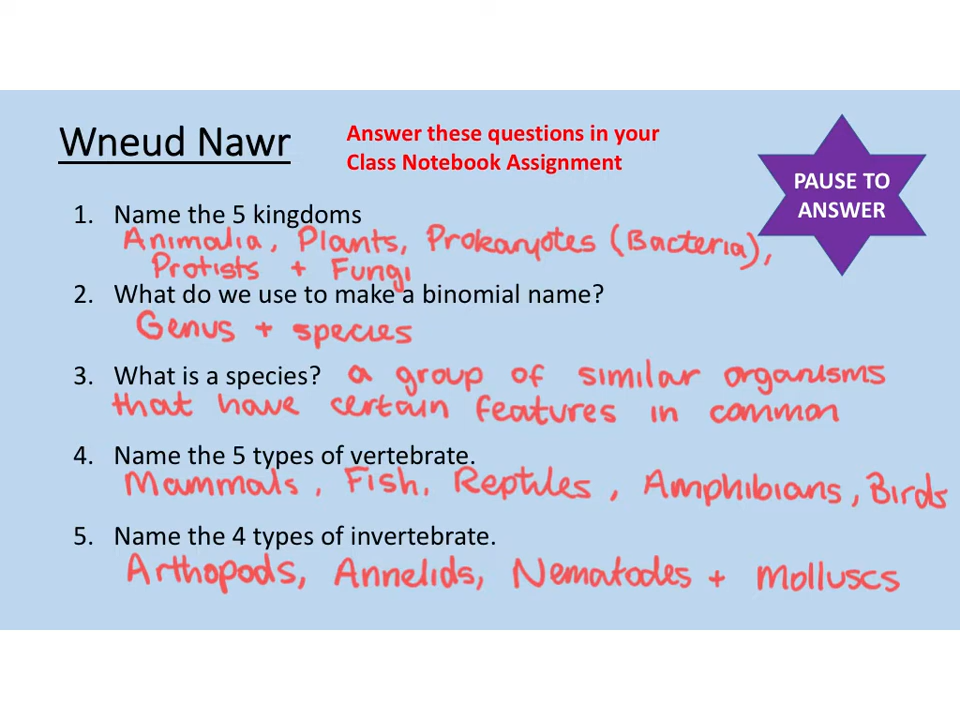 Wneud Nawr
Answer these questions in your
Class Notebook Assignment
PAUSE TO
ANSWER
1. Name the 5 kingdoms
Animalia, Plants, Prokaryotes (Bacteria),
Protists + Fungi
2. What do we use to make a binomial name?
Genus + species
3. What is a species? a group of similar organisms
that have certain features in common
4. Name the 5 types of vertebrate.
Mammals, Fish, Reptiles, Amphibians, Birds
5. Name the 4 types of invertebrate.
Arthopods, Annelids, Nematodes + Molluscs